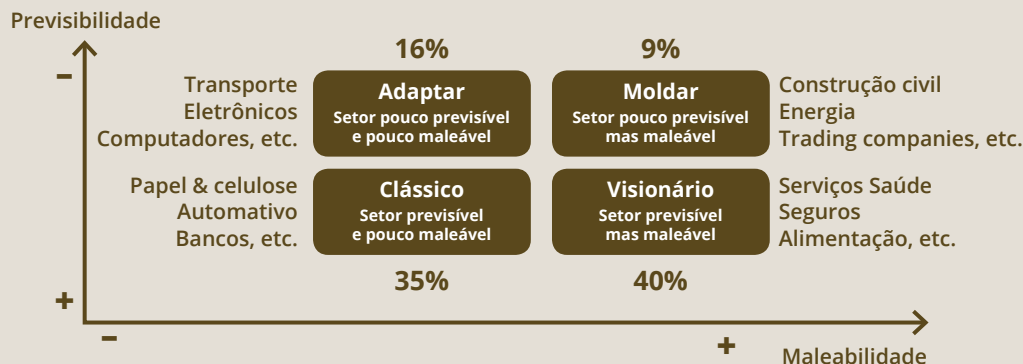 Previsibilidade
–
16%
9%
Transporte
Eletrônicos
Computadores, etc.
Adaptar
Setor pouco previsível
e pouco maleável
Moldar
Setor pouco previsível
mas maleável
Construção civil
Energia
Trading companies, etc.
Papel & celulose
Automativo
Bancos, etc.
Clássico
Setor previsível
e pouco maleável
Visionário
Setor previsível
mas maleável
Serviços Saúde
Seguros
Alimentação, etc.
35%
40%
+
–
+
Maleabilidade